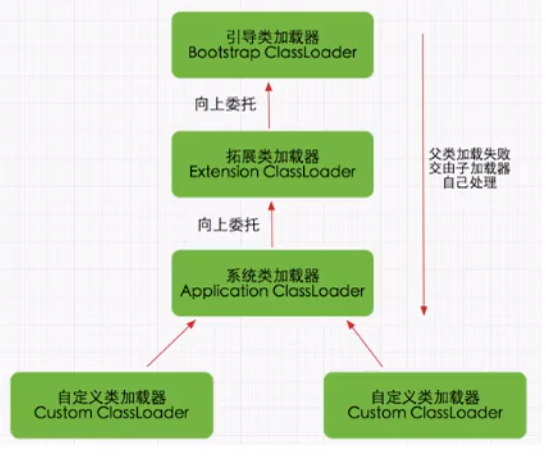 引导类加载器
Bootstrap ClassLoader
向上委托
拓展类加载器
Extension ClassLoader
父类加载失败
交由子加载器
自己处理
向上委托
系统类加载器
Application ClassLoader
自定义类加载器
Custom ClassLoader
自定义类加载器
Custom ClassLoader